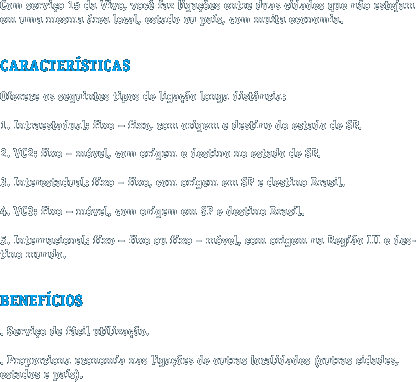 Com serviço 15 da Vivo, você faz ligações entre duas cidades que não estejam
em uma mesma área local, estado ou país, com muita economia.
CARACTERÍSTICAS
Oferece os seguintes tipos de ligação longa distância:
1. Intraestadual: fixo – fixo, com origem e destino do estado de SP.
2. VC2: fixo – móvel, com origem e destino no estado de SP.
3. Interestadual: fixo – fixo, com origem em SP e destino Brasil.
4. VC3: fixo – móvel, com origem em SP e destino Brasil.
5. Internacional: fixo – fixo ou fixo – móvel, com origem na Região III e des-
tino mundo.
BENEFÍCIOS
. Serviço de fácil utilização.
. Proporciona economia nas ligações de outras localidades (outras cidades,
estados e país).